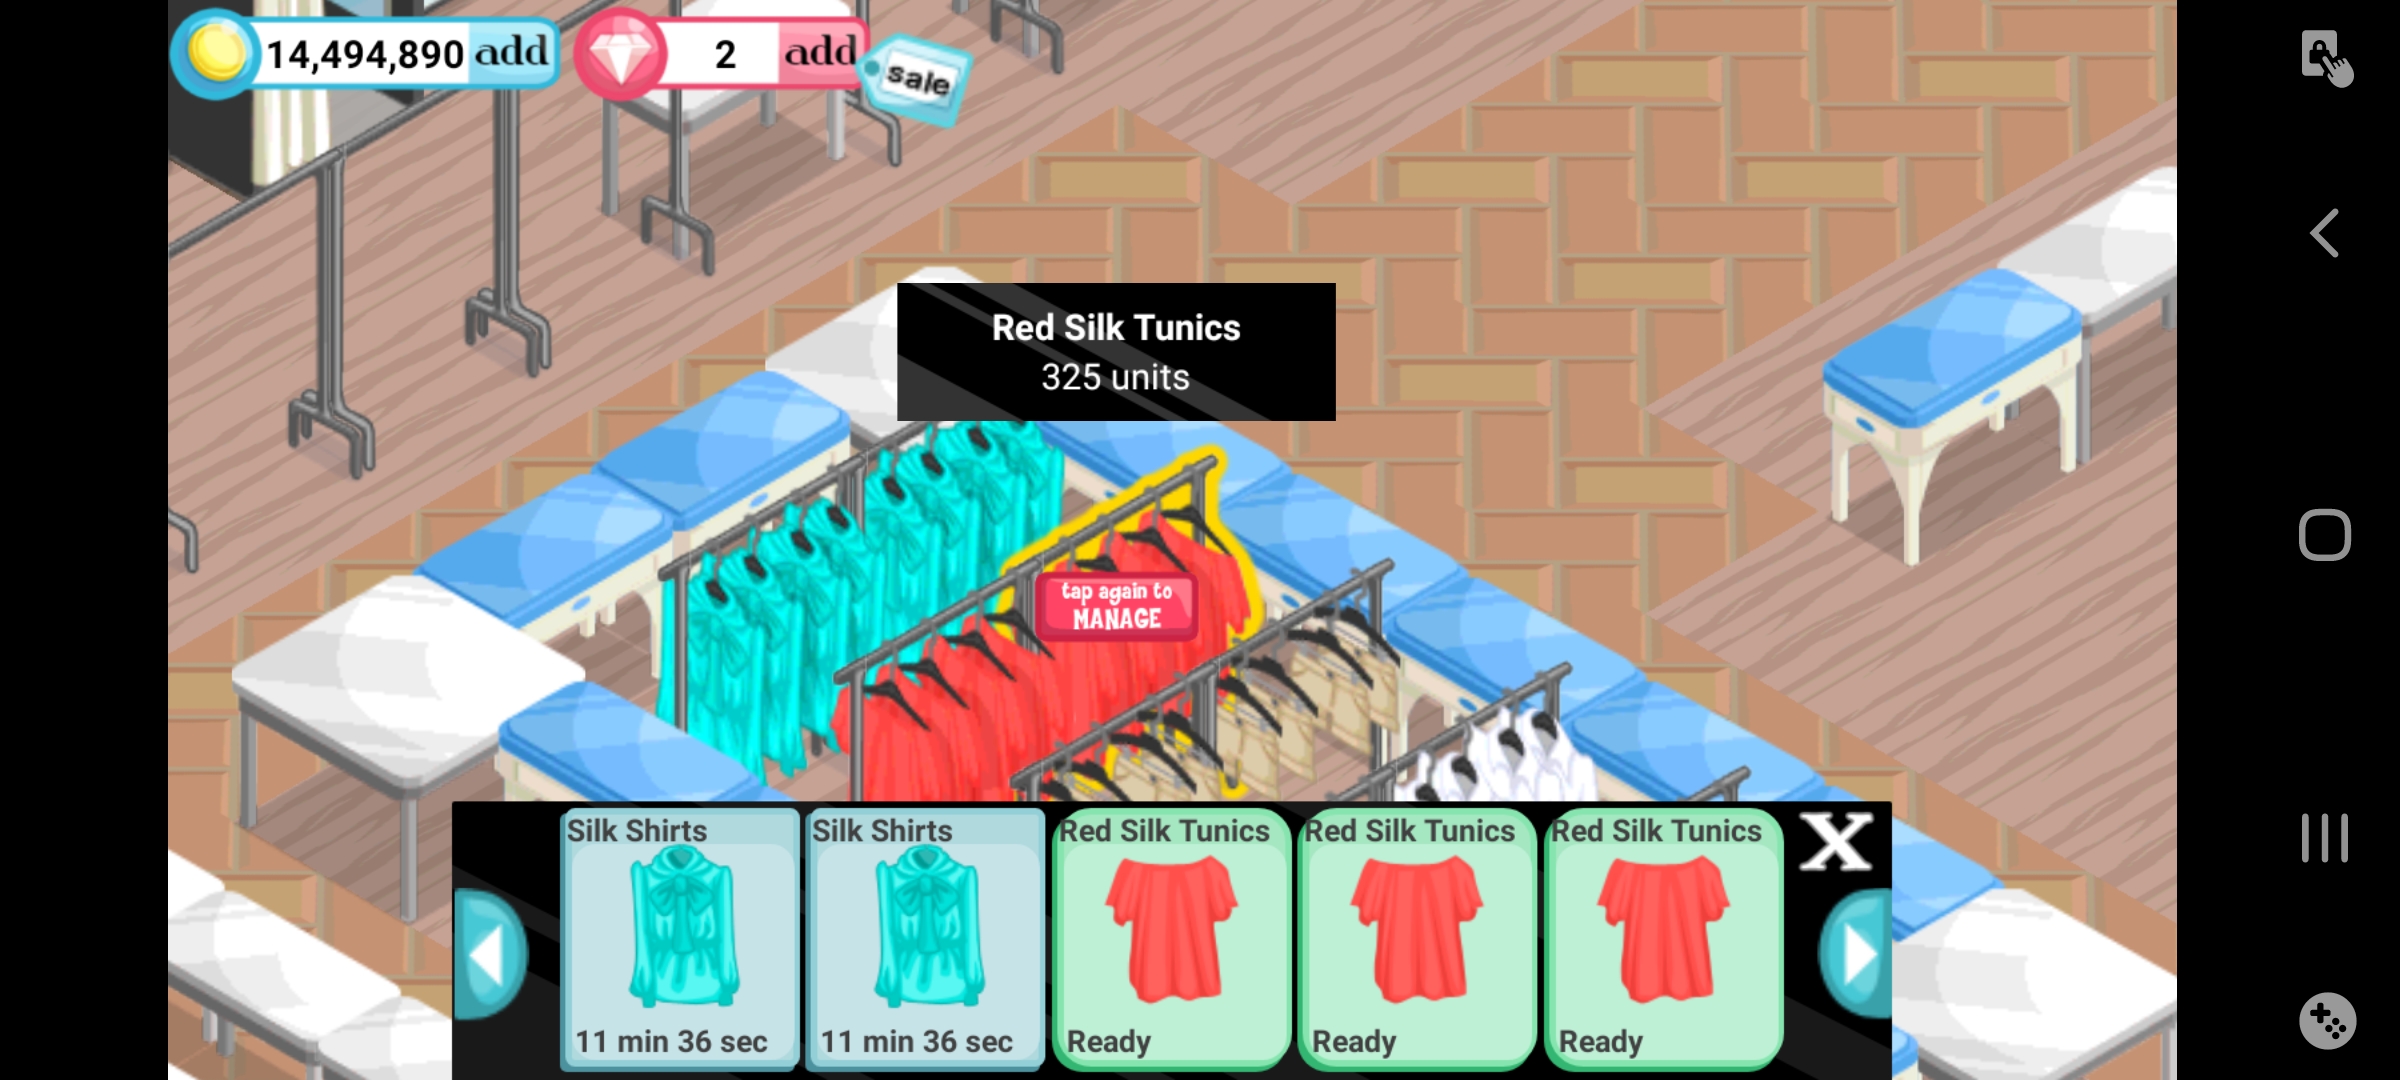 14,494,890 add
2 add
sale
Red Silk Tunics
325 units
tap again to
MANAGE
Silk Shirts
11 min 36 sec
Silk Shirts
11 min 36 sec
Red Silk Tunics
Ready
Red Silk Tunics
Ready
Red Silk Tunics
Ready
X